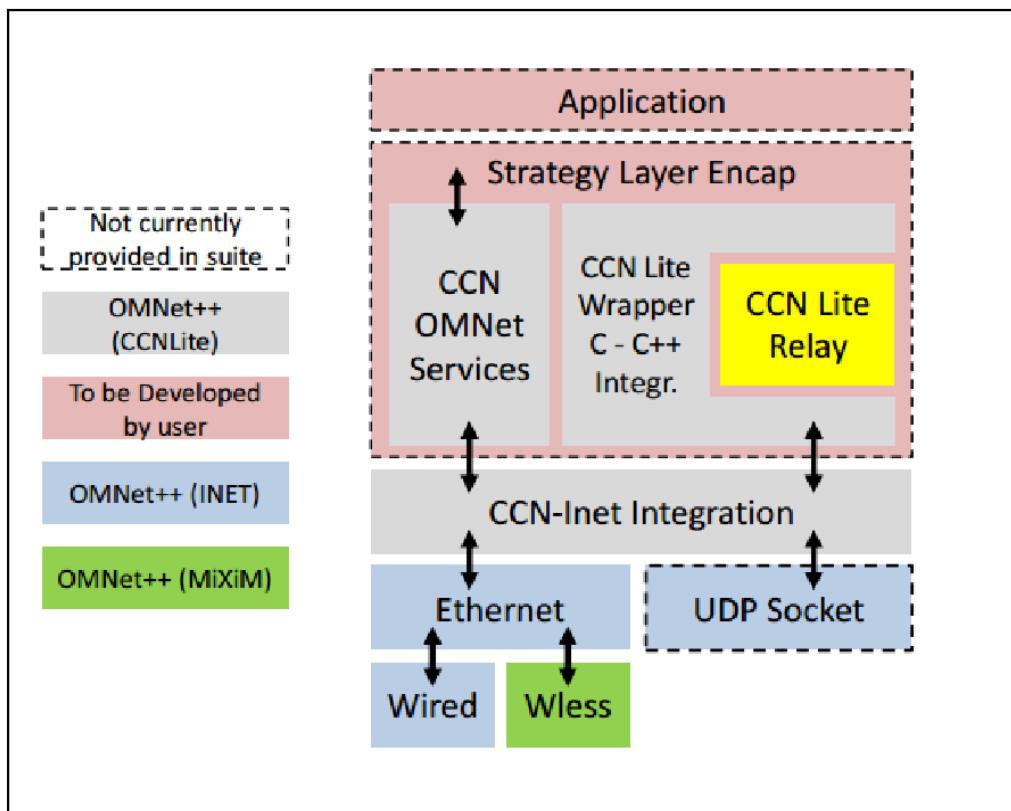 Application
Strategy Layer Encap
Not currently
provided in suite
OMNet++
(CCNLite)
To be Developed
by user
OMNet++ (INET)
OMNet++ (MiXiM)
CCN
OMNet
Services
CCN Lite
Wrapper
C - C++
Integr.
CCN Lite
Relay
CCN-Inet Integration
Ethernet
UDP Socket
Wired
Wless